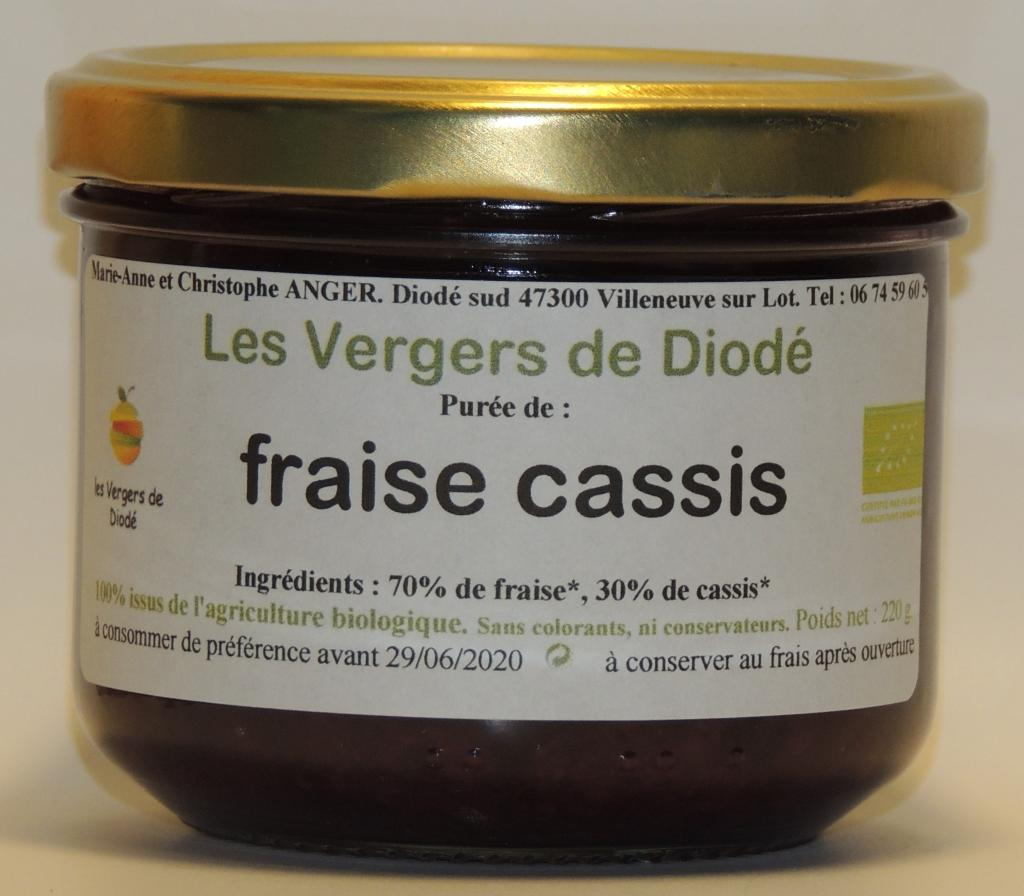 Marie-Anne et Christophe ANGER. Diodé sud 47300 Villeneuve sur Lot. Tel : 06 74 59 60
Les Vergers de Diodé
Purée de :
fraise cassis
les Vergers de
Diodé
Ingrédients : 70% de fraise*, 30% de cassis*
100% issus de l'agriculture biologique. Sans colorants, ni conservateurs. Poids net : 220 g.
à consommer de préférence avant 29/06/2020 à conserver au frais après ouverture